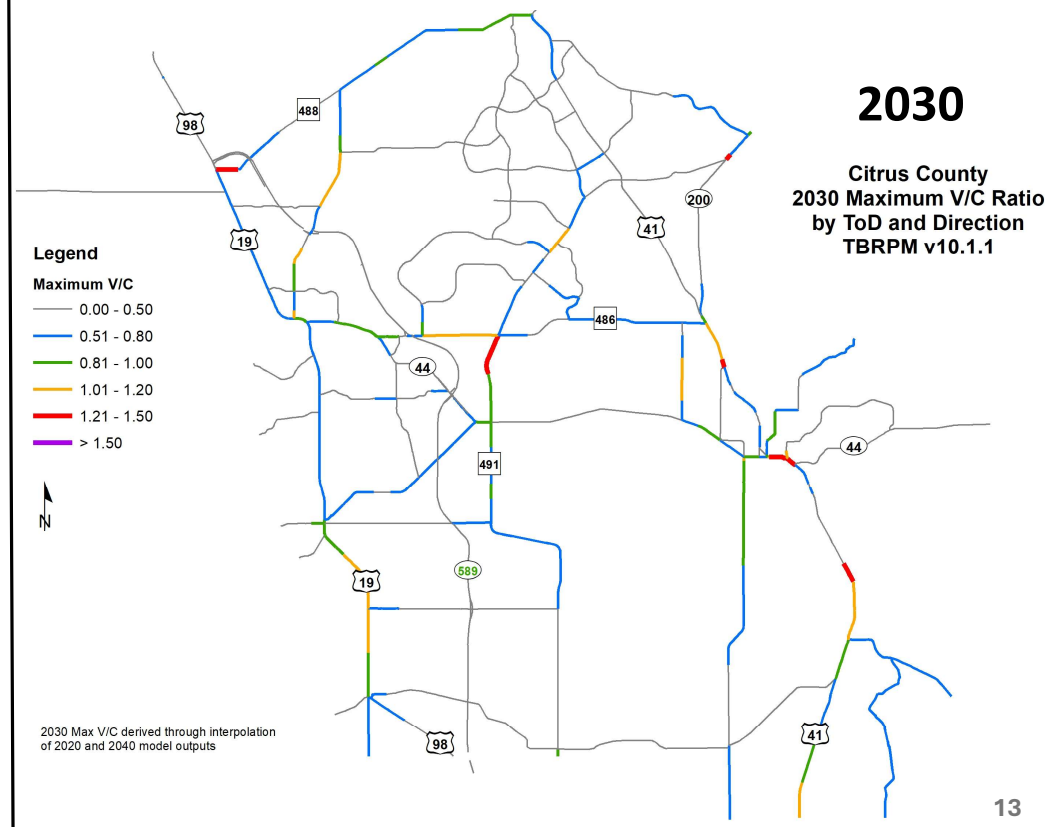 2030
Citrus County
2030 Maximum V/C Ratio
by ToD and Direction
TBRPM v10.1.1
98
488
200
41
19
Legend
Maximum V/C
0.00 - 0.50
0.51 - 0.80
0.81 - 1.00
1.01 - 1.20
1.21 - 1.50
> 1.50
486
44
44
491
N
589
19
98
41
2030 Max V/C derived through interpolation
of 2020 and 2040 model outputs
13